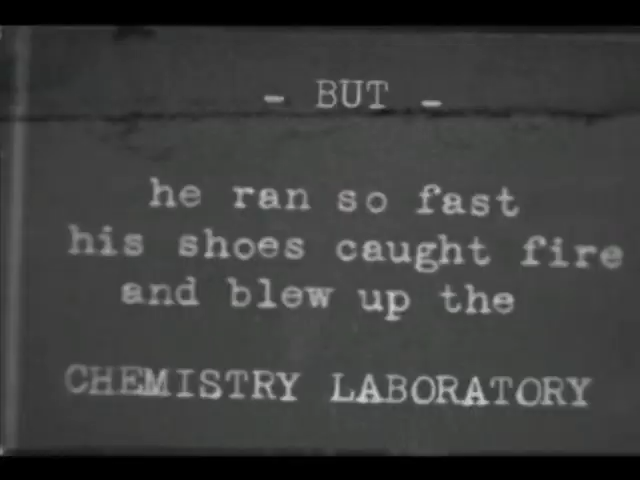 - BUT -
he ran so fast
his shoes caught fire
and blew up the
CHEMISTRY LABORATORY